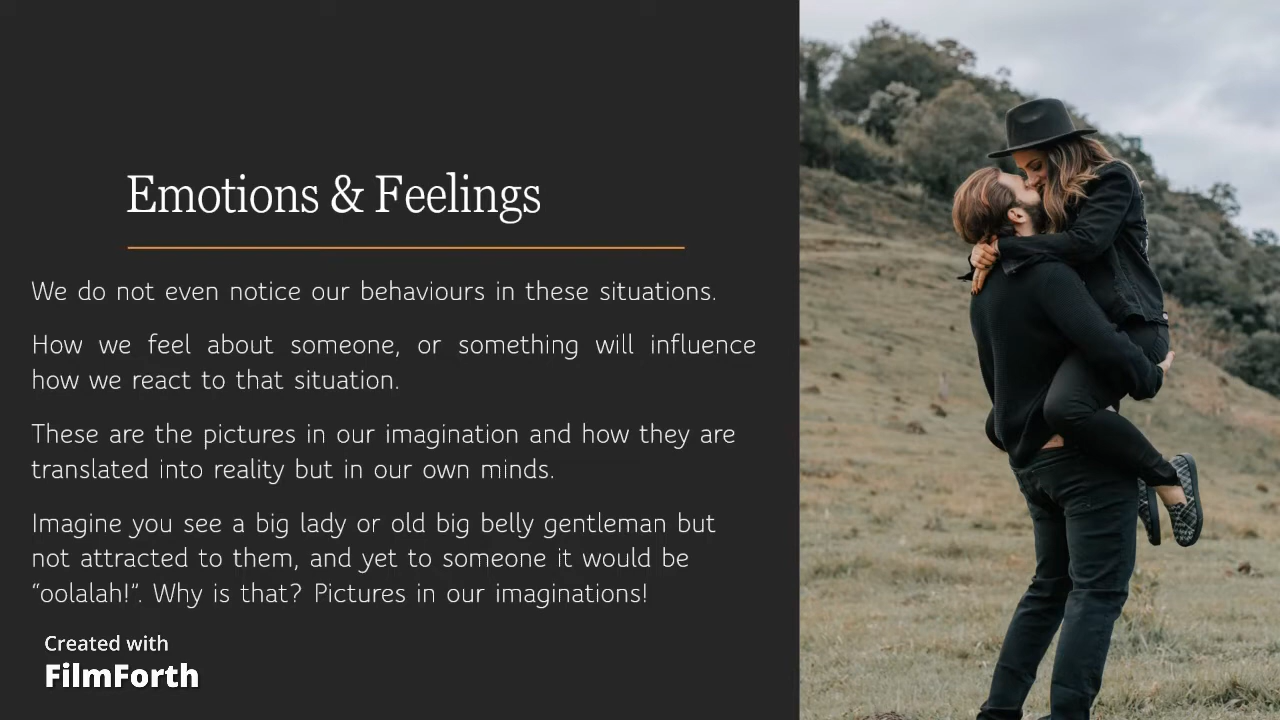 Emotions & Feelings
We do not even notice our behaviours in these situations.
How we feel about someone, or something will influence
how we react to that situation.
These are the pictures in our imagination and how they are
translated into reality but in our own minds.
Imagine you see a big lady or old big belly gentleman but
not attracted to them, and yet to someone it would be
“oolalah!”. Why is that? Pictures in our imaginations!
Created with
FilmForth